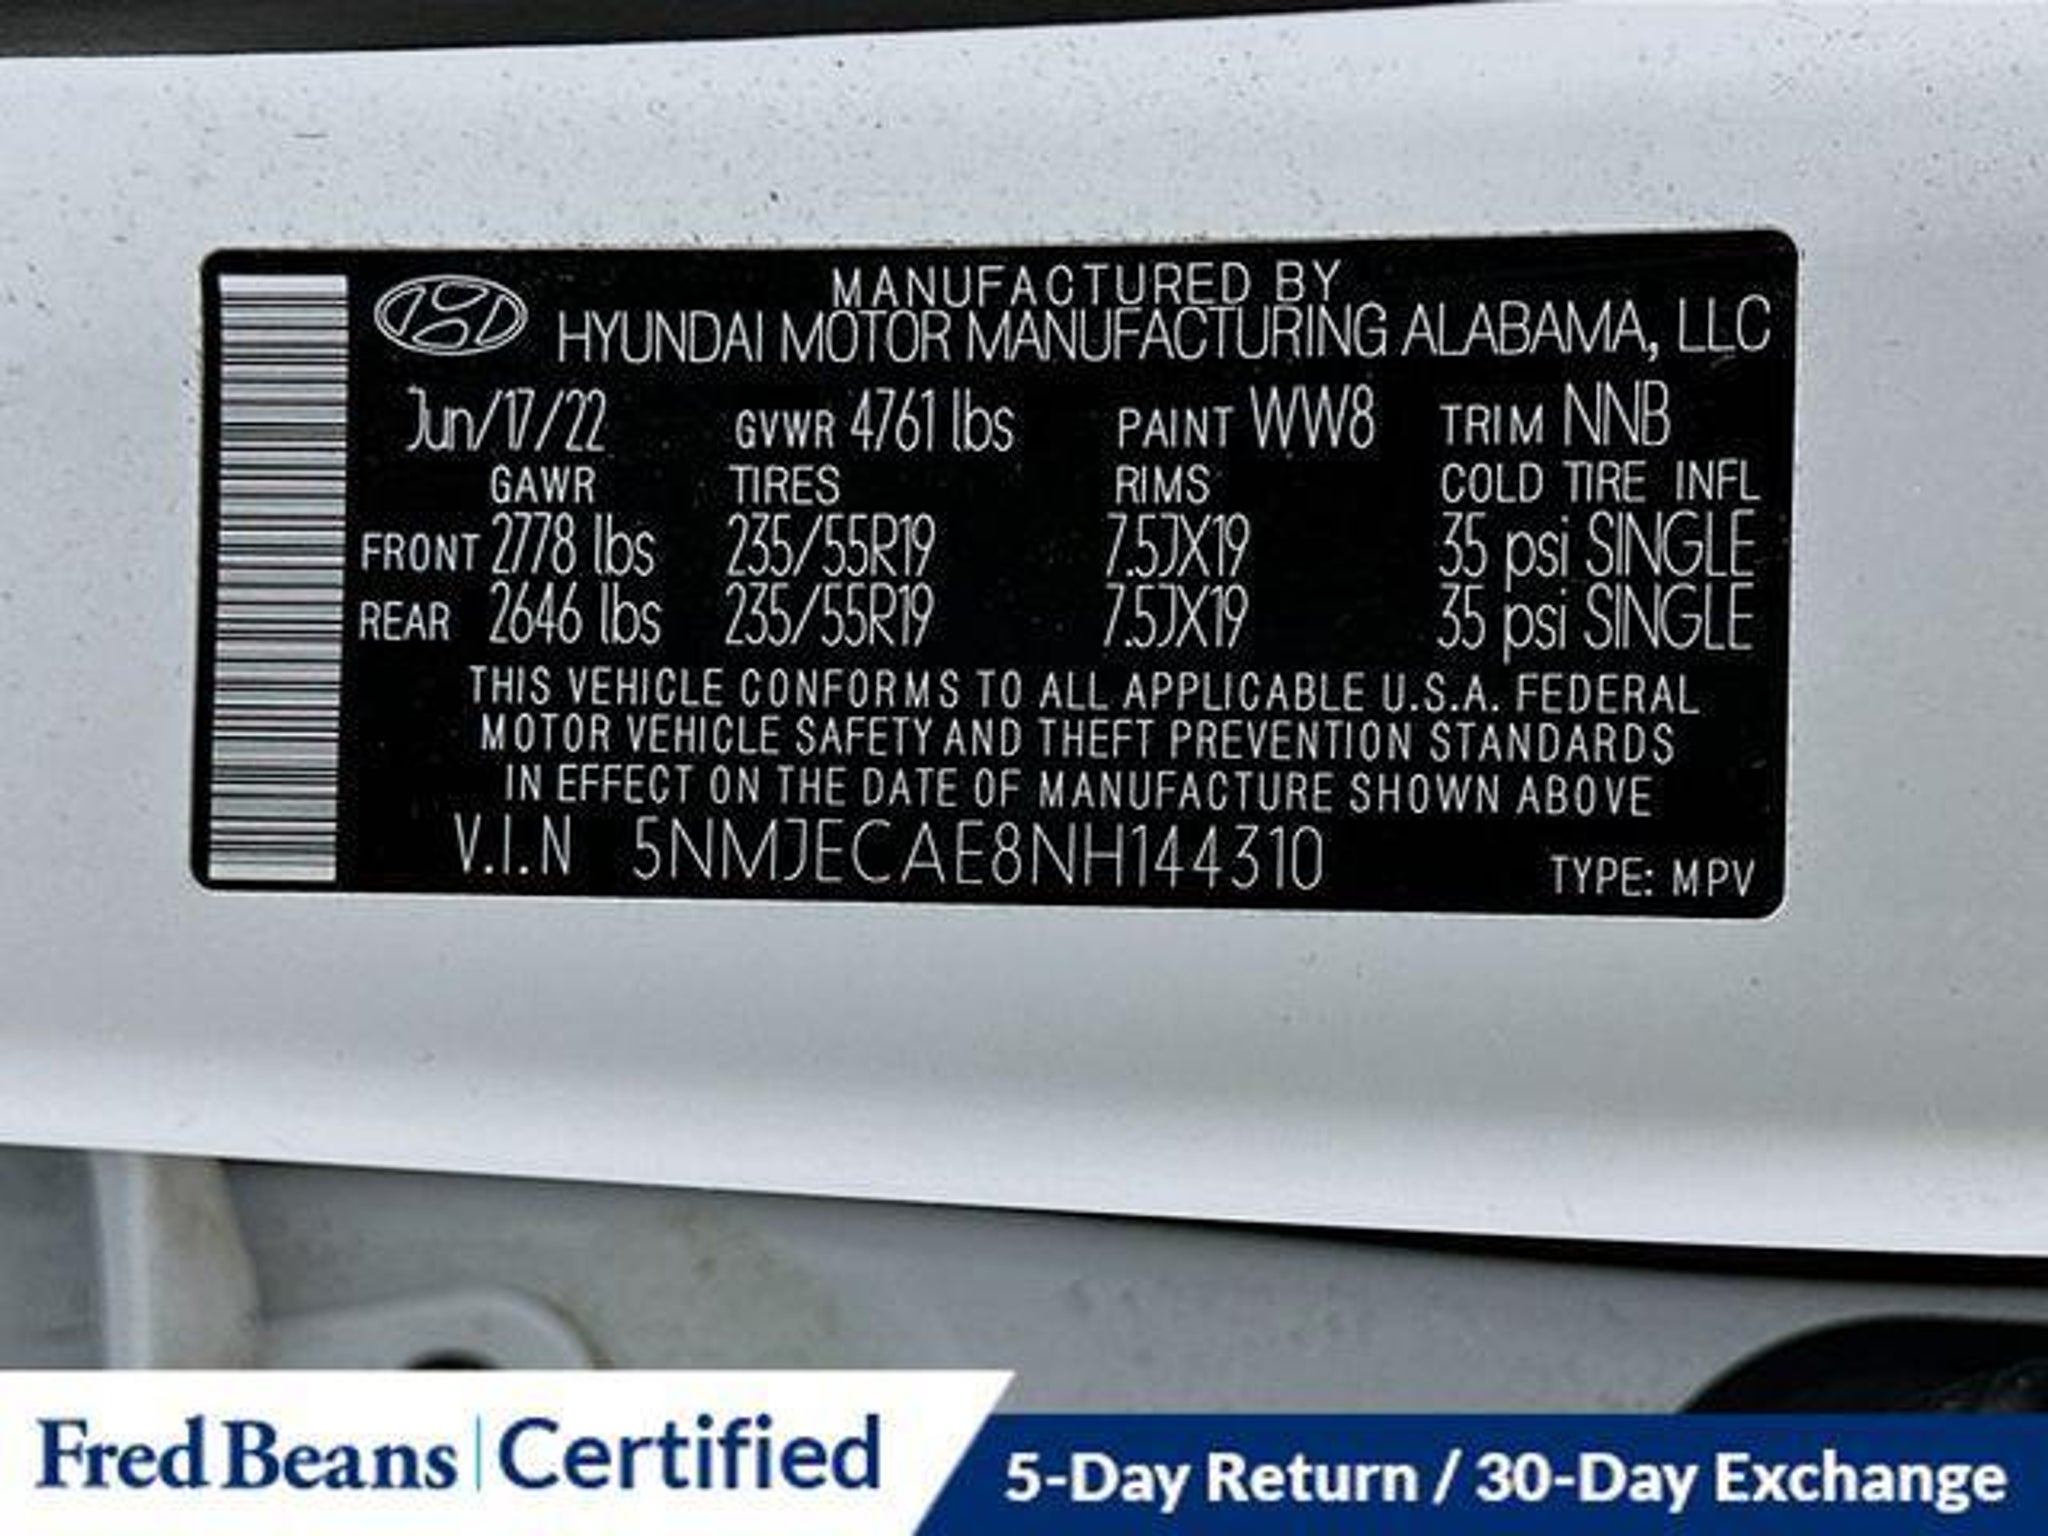 MANUFACTURED BY
HYUNDAI MOTOR MANUFACTURING ALABAMA, LLC
Jun/17/22 GVWR 4761 lbs PAINT WW8 TRIM NNB
GAWR TIRES RIMS COLD TIRE INFL
FRONT 2778 lbs 235/55R19 7.5JX19 35 psi SINGLE
REAR 2646 lbs 235/55R19 7.5JX19 35 psi SINGLE
THIS VEHICLE CONFORMS TO ALL APPLICABLE U.S.A. FEDERAL
MOTOR VEHICLE SAFETY AND THEFT PREVENTION STANDARDS
IN EFFECT ON THE DATE OF MANUFACTURE SHOWN ABOVE
V.I.N 5NMJECAE8NH144310 TYPE: MPV
Fred Beans | Certified
5-Day Return / 30-Day Exchange